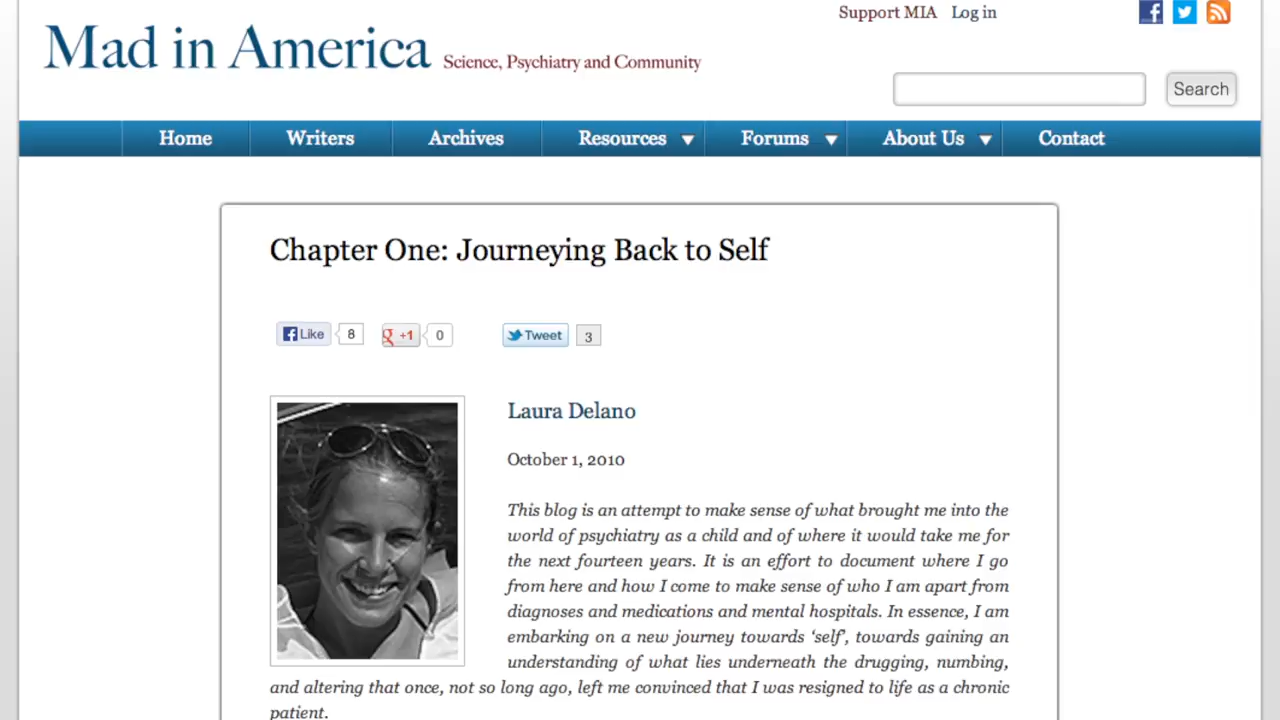 Support MIA Log in
Mad in America Science, Psychiatry and Community
Search
Home Writers Archives Resources Forums About Us Contact
Chapter One: Journeying Back to Self
Like 8 +1 0 Tweet 3
Laura Delano
October 1, 2010
This blog is an attempt to make sense of what brought me into the
world of psychiatry as a child and of where it would take me for
the next fourteen years. It is an effort to document where I go
from here and how I come to make sense of who I am apart from
diagnoses and medications and mental hospitals. In essence, I am
embarking on a new journey towards ‘self’, towards gaining an
understanding of what lies underneath the drugging, numbing,
and altering that once, not so long ago, left me convinced that I was resigned to life as a chronic
patient.